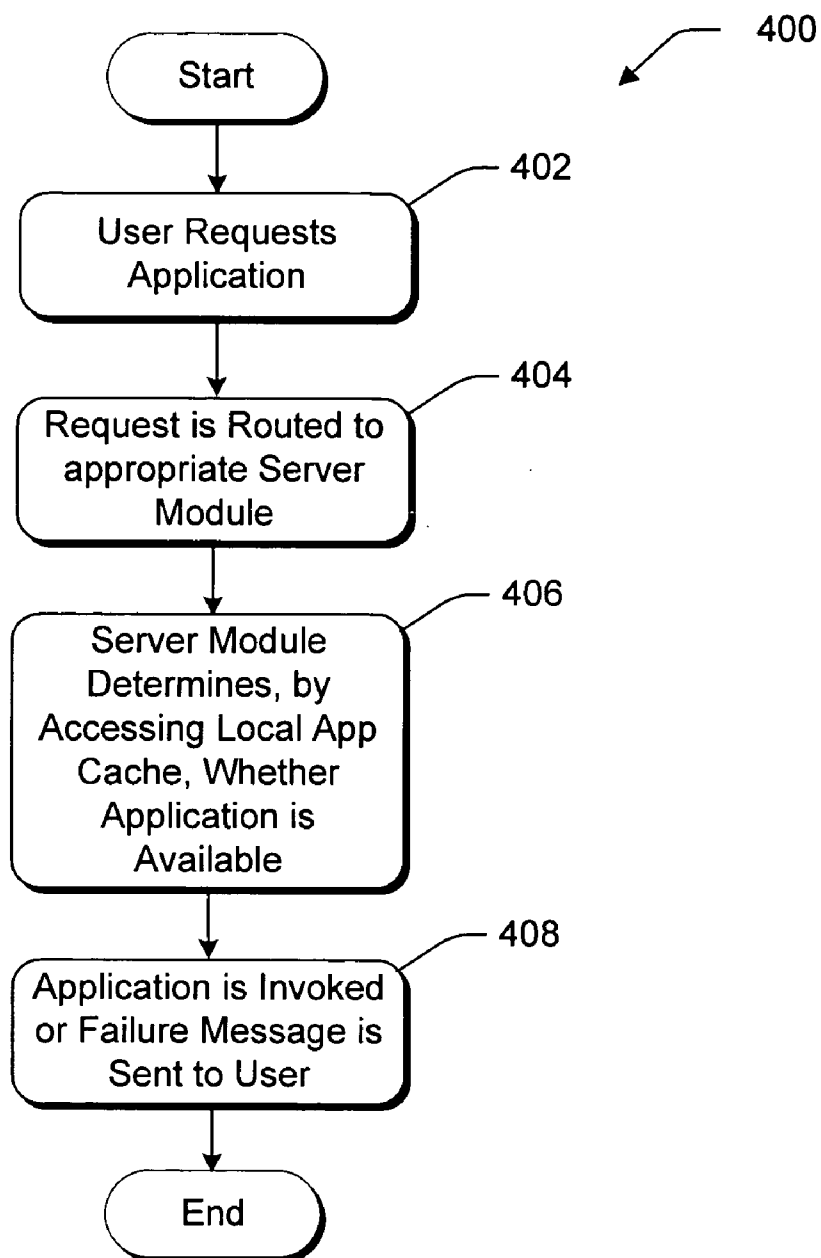 400
Start
402
User Requests
Application
404
Request is Routed to
appropriate Server
Module
406
Server Module
Determines, by
Accessing Local App
Cache, Whether
Application is
Available
408
Application is Invoked
or Failure Message is
Sent to User
End